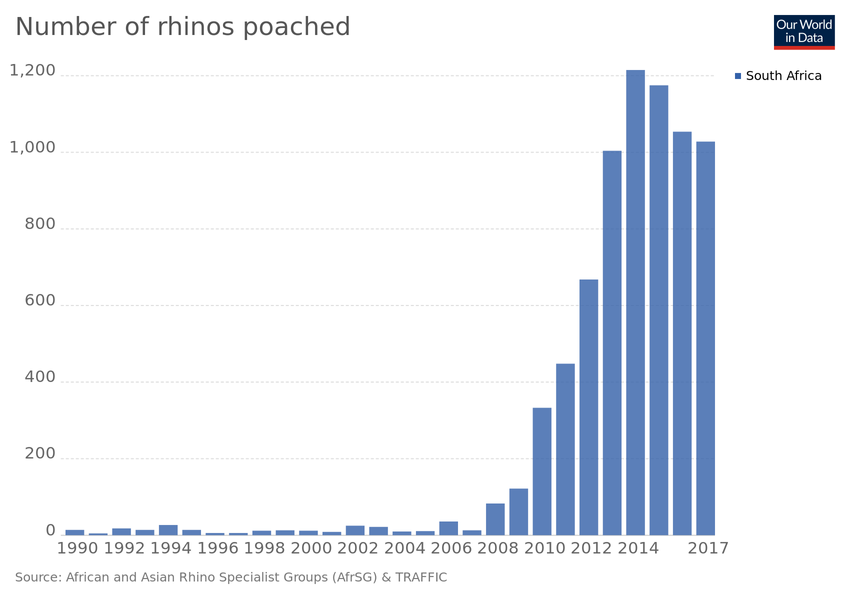 Number of rhinos poached
Our World
in Data
South Africa
1,200
1,000
800
600
400
200
0
1990 1992 1994 1996 1998 2000 2002 2004 2006 2008 2010 2012 2014 2017
Source: African and Asian Rhino Specialist Groups (AfrSG) & TRAFFIC